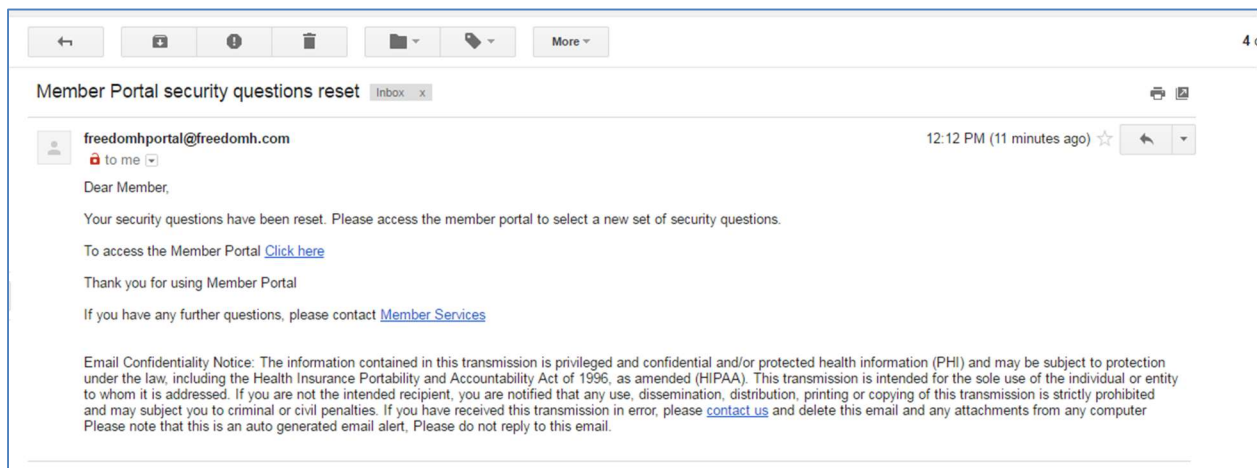 More
4
Member Portal security questions reset Inbox x
freedomhportal@freedomh.com 12:12 PM (11 minutes ago)
to me
Dear Member,
Your security questions have been reset. Please access the member portal to select a new set of security questions.
To access the Member Portal Click here
Thank you for using Member Portal
If you have any further questions, please contact Member Services
Email Confidentiality Notice: The information contained in this transmission is privileged and confidential and/or protected health information (PHI) and may be subject to protection
under the law, including the Health Insurance Portability and Accountability Act of 1996, as amended (HIPAA). This transmission is intended for the sole use of the individual or entity
to whom it is addressed. If you are not the intended recipient, you are notified that any use, dissemination, distribution, printing or copying of this transmission is strictly prohibited
and may subject you to criminal or civil penalties. If you have received this transmission in error, please contact us and delete this email and any attachments from any computer
Please note that this is an auto generated email alert, Please do not reply to this email.